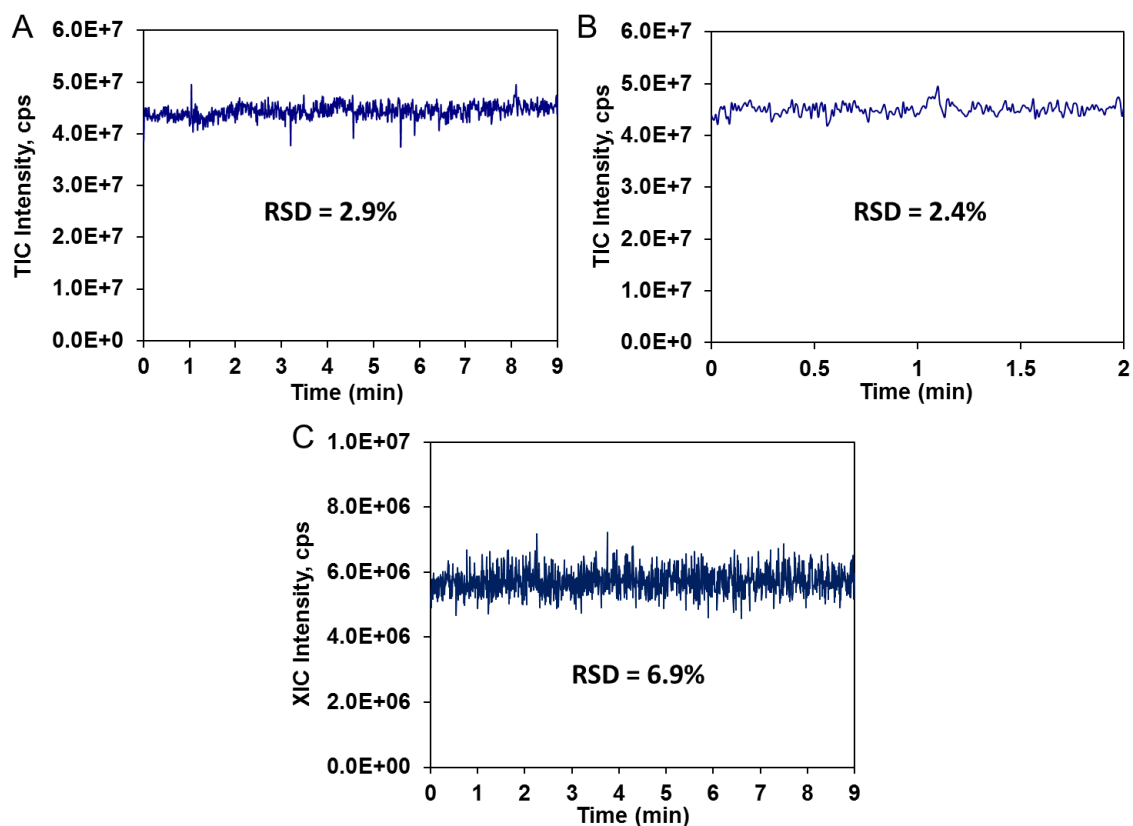 A
TIC Intensity, cps
6.0E+7
5.0E+7
4.0E+7
3.0E+7
2.0E+7
1.0E+7
0.0E+0
RSD = 2.9%
0 1 2 3 4 5 6 7 8 9
Time (min)
B
TIC Intensity, cps
6.0E+7
5.0E+7
4.0E+7
3.0E+7
2.0E+7
1.0E+7
0.0E+0
RSD = 2.4%
0 0.5 1 1.5 2
Time (min)
C
XIC Intensity, cps
1.0E+07
8.0E+06
6.0E+06
4.0E+06
2.0E+06
0.0E+00
RSD = 6.9%
0 1 2 3 4 5 6 7 8 9
Time (min)